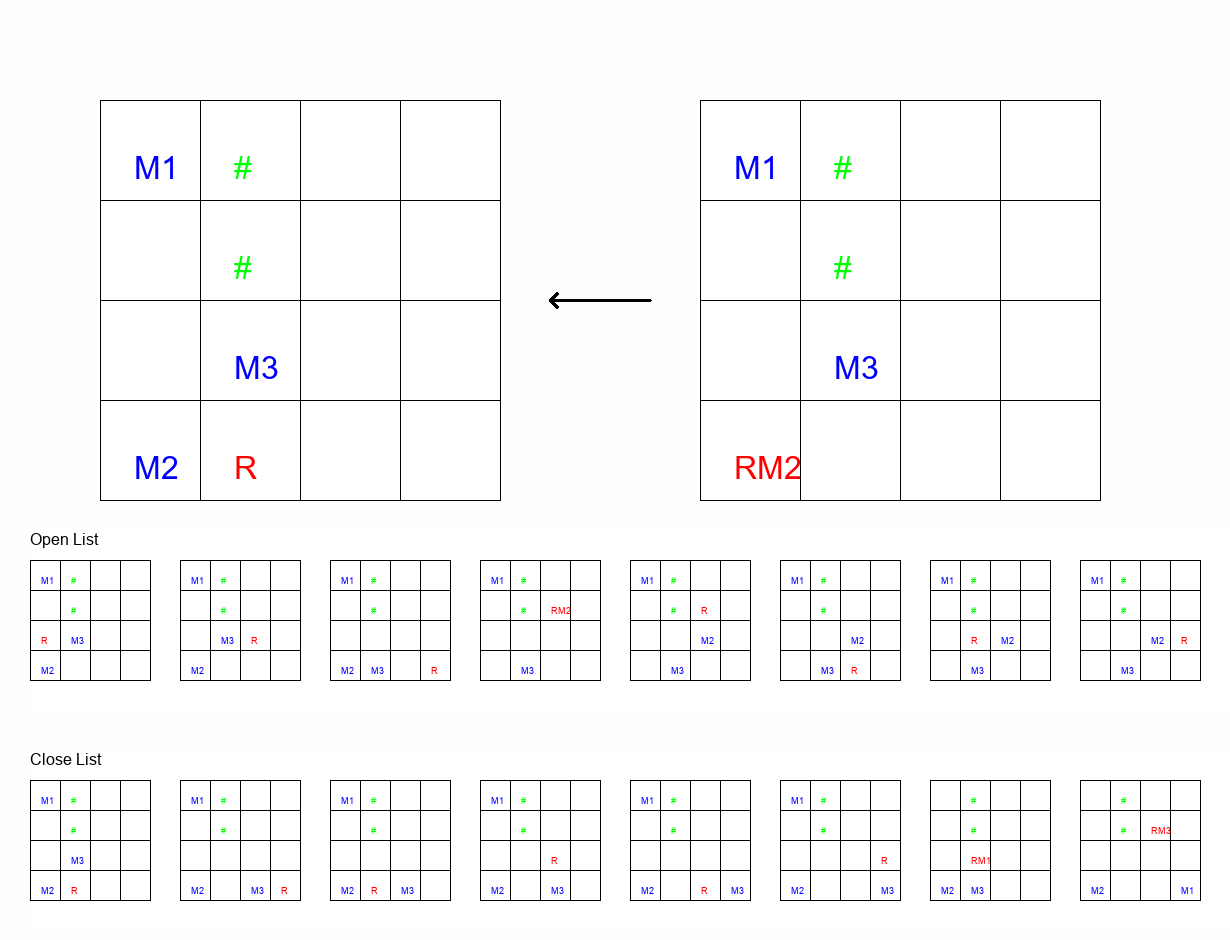 M1 # M1 #
# #
M3 M3
M2 R RM2
Open List
M1 # M1 # M1 # M1 # M1 # M1 # M1 # M1 #
# # # # RM2 # R # # #
R M3 M3 R M2 M2 R M2 M2 R
M2 M2 M2 M3 R M3 M3 M3 R M3 M3
Close List
M1 # M1 # M1 # M1 # M1 # M1 # # #
# # # # # # # # RM3
M3 R R RM1
M2 R M2 M3 R M2 R M3 M2 M3 M2 R M3 M2 M3 M2 M3 M2 M1